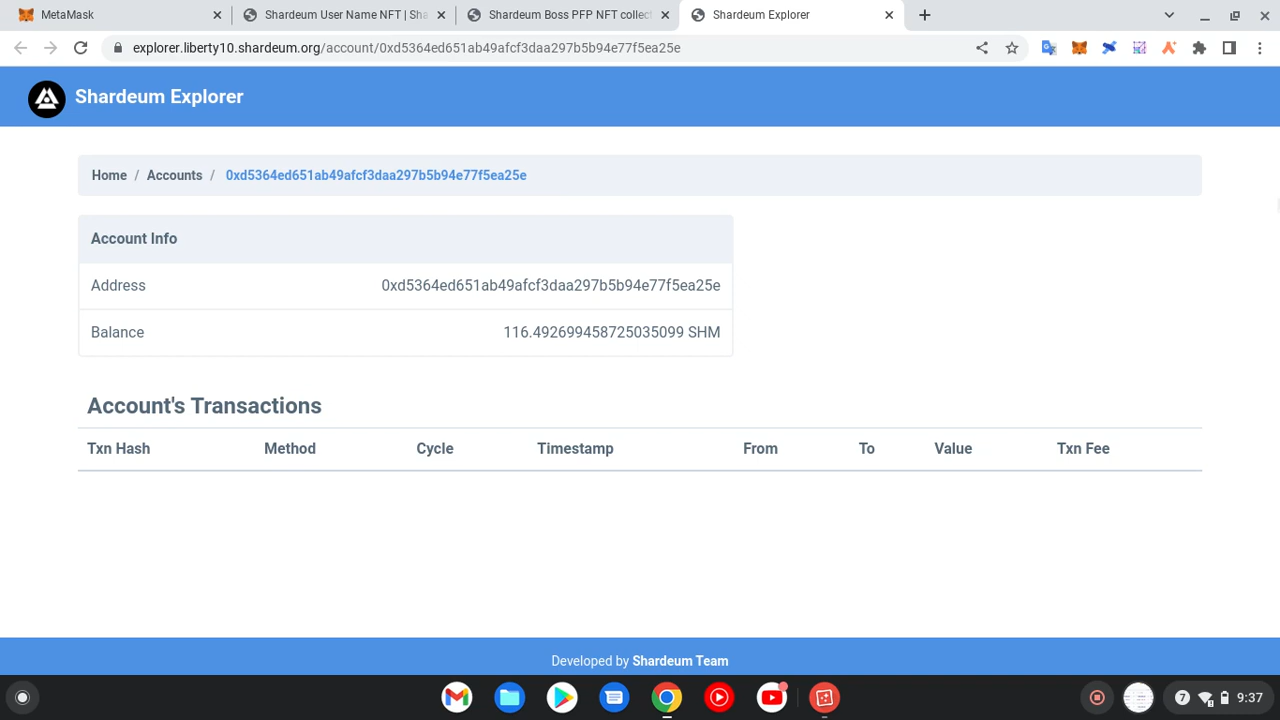 MetaMask
Shardeum User Name NFT | Sha
Shardeum Boss PFP NFT collect
Shardeum Explorer
explorer.liberty10.shardeum.org/account/0xd5364ed651ab49afcf3daa297b5b94e77f5ea25e
Shardeum Explorer
Home / Accounts / 0xd5364ed651ab49afcf3daa297b5b94e77f5ea25e
Account Info
Address 0xd5364ed651ab49afcf3daa297b5b94e77f5ea25e
Balance 116.492699458725035099 SHM
Account's Transactions
Txn Hash Method Cycle Timestamp From To Value Txn Fee
Developed by Shardeum Team
7 9:37